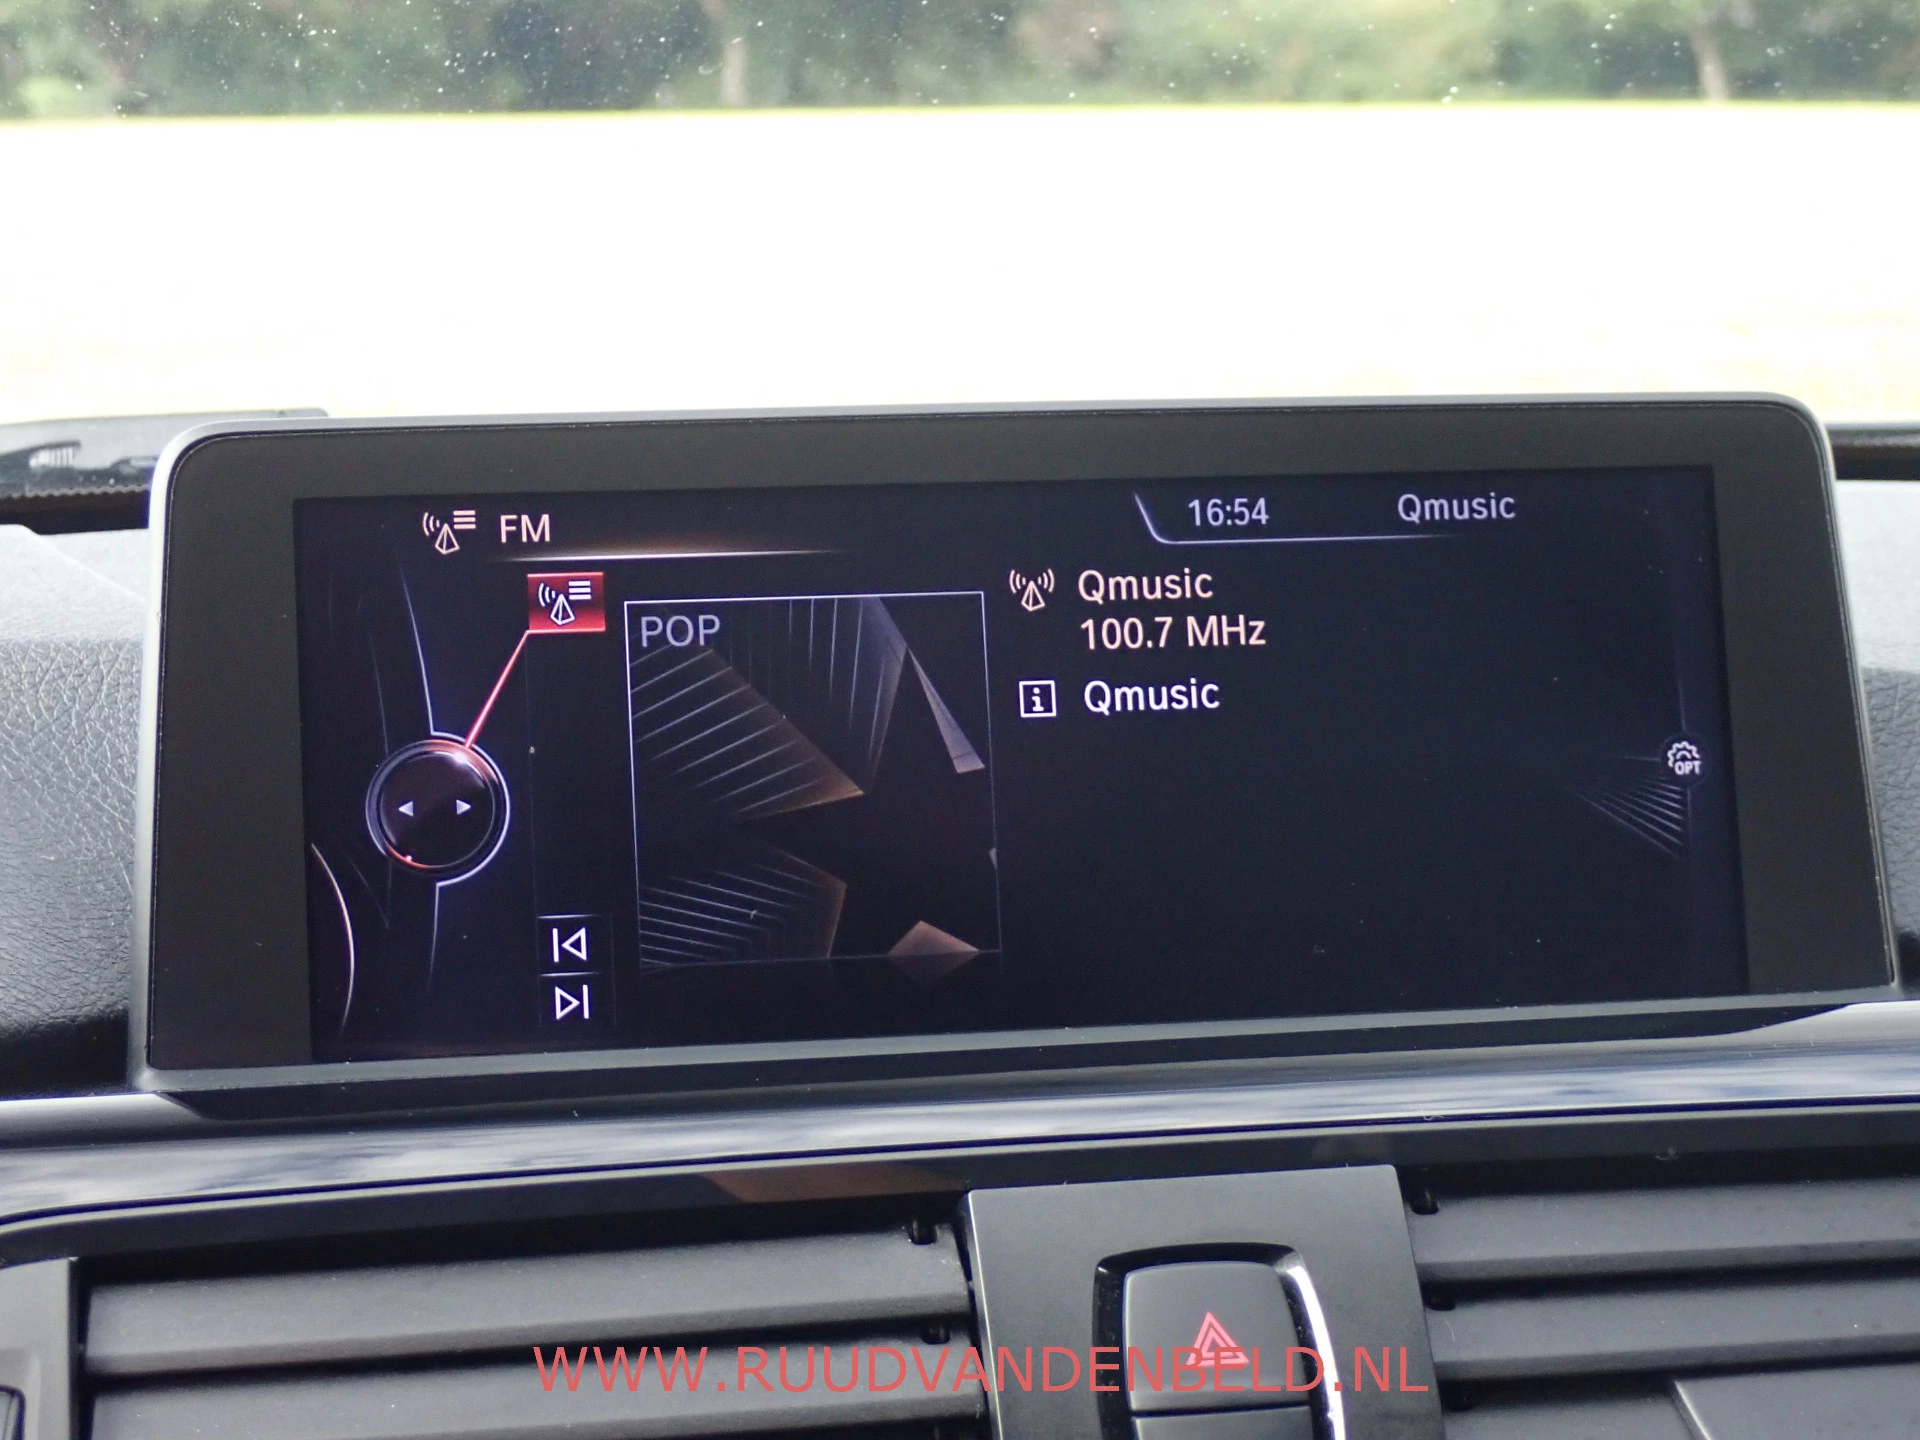 FM
16:54 Qmusic
POP
Qmusic
100.7 MHz
i Qmusic
OPT
WWW.RUUDVANDENBELD.NL